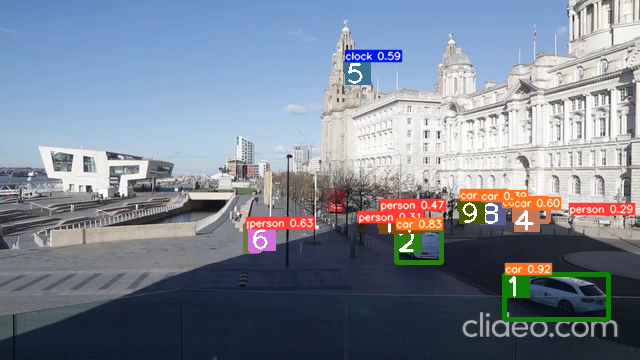 clock 0.59
5
person 0.47
car 0.39
car 0.60
person 0.29
person 0.63
person 0.31
car 0.83
9
8
4
6
2
car 0.92
1
clideo.com